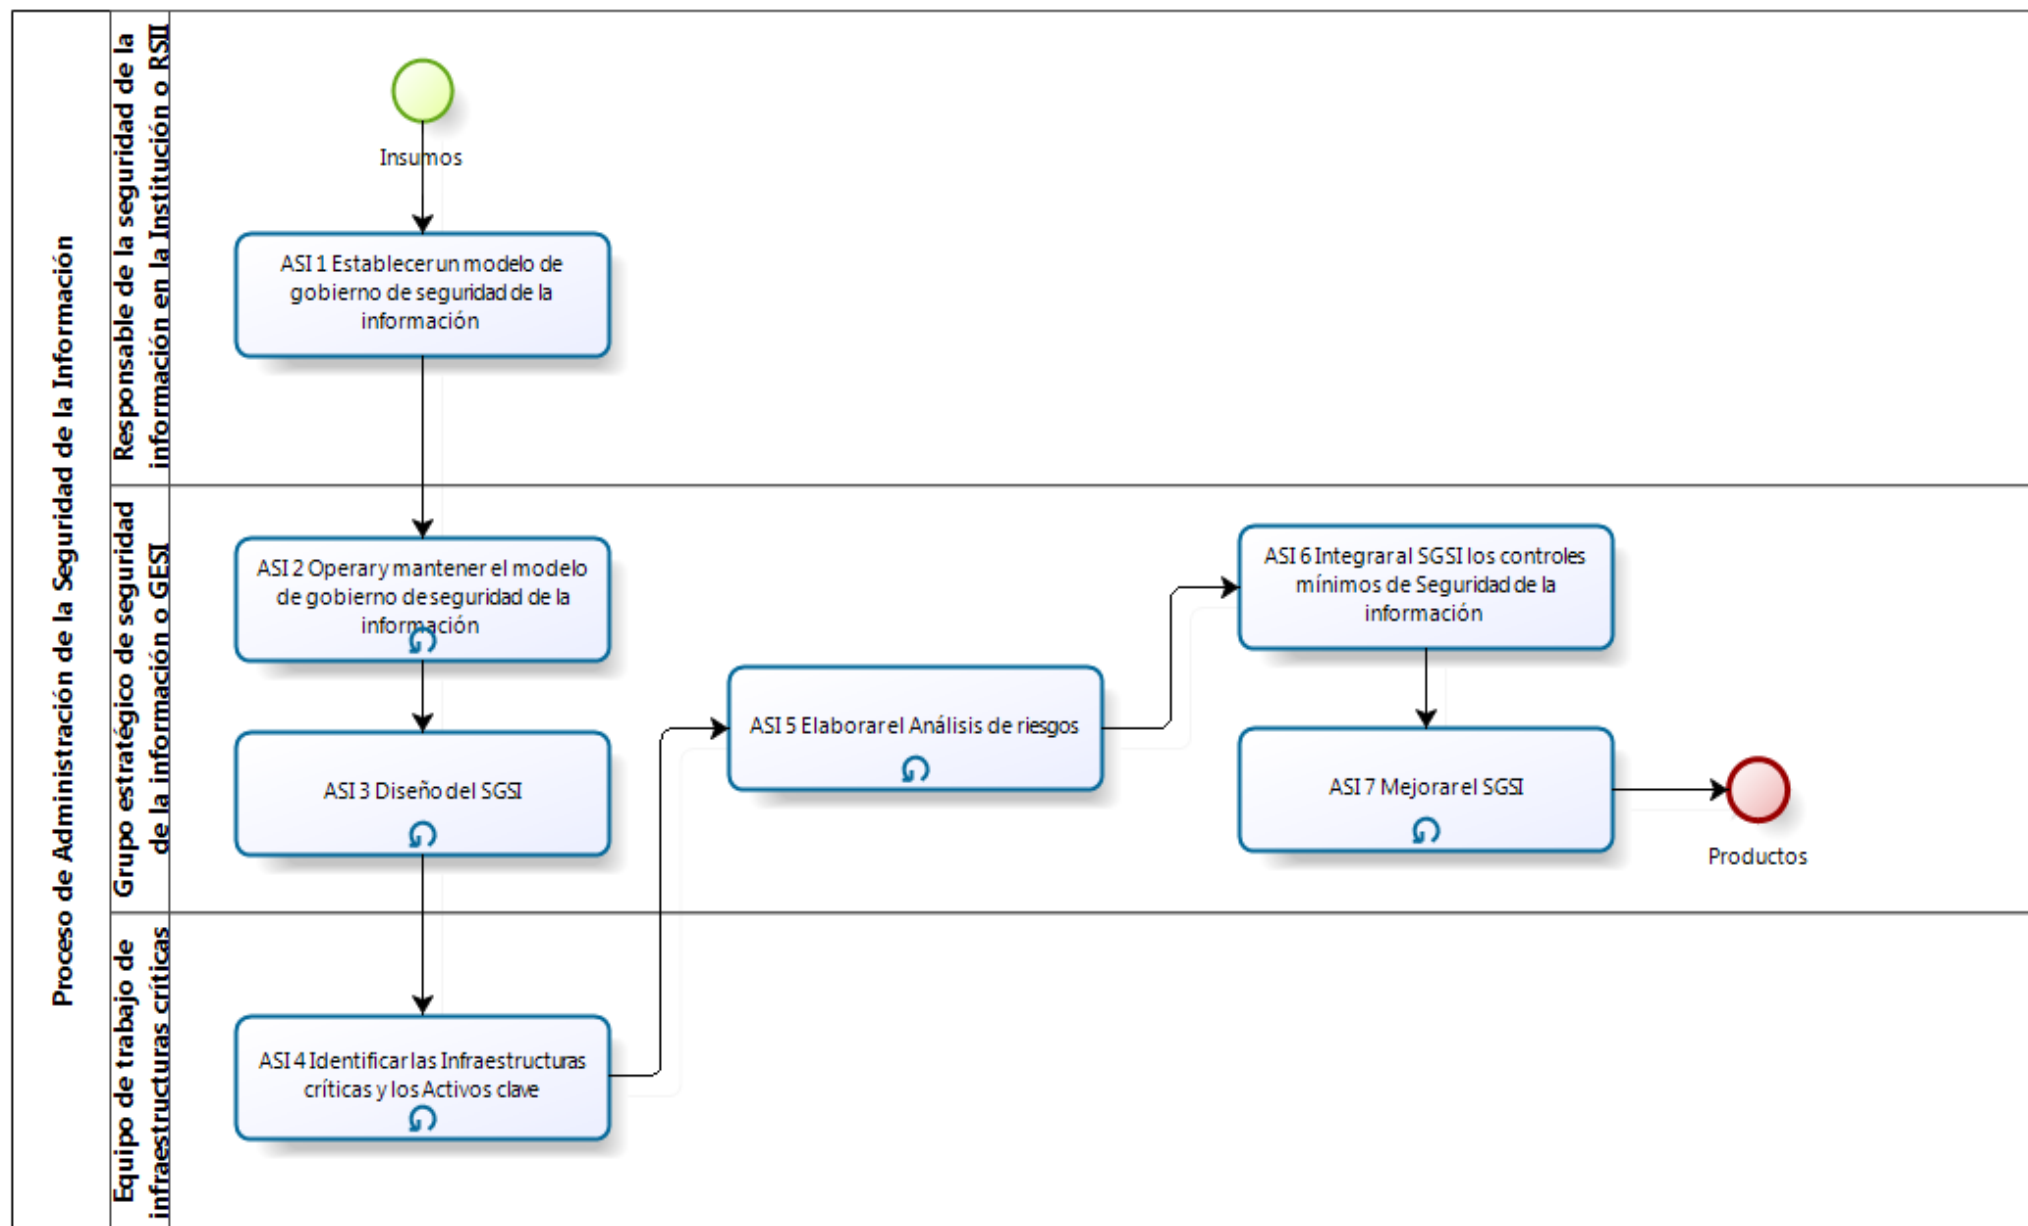 Proceso de Administración de la Seguridad de la Información
Responsable de la seguridad de la
información en la Institución o RSII
Insumos
ASI 1 Establecer un modelo de
gobierno de seguridad de la
información
Grupo estratégico de seguridad
de la información o GESI
ASI 2 Operar y mantener el modelo
de gobierno de seguridad de la
información
ASI 3 Diseño del SGSI
ASI 5 Elaborar el Análisis de riesgos
ASI 6 Integrar al SGSI los controles
mínimos de Seguridad de la
información
ASI 7 Mejorar el SGSI
Productos
Equipo de trabajo de
infraestructuras críticas
ASI 4 Identificar las Infraestructuras
críticas y los Activos clave